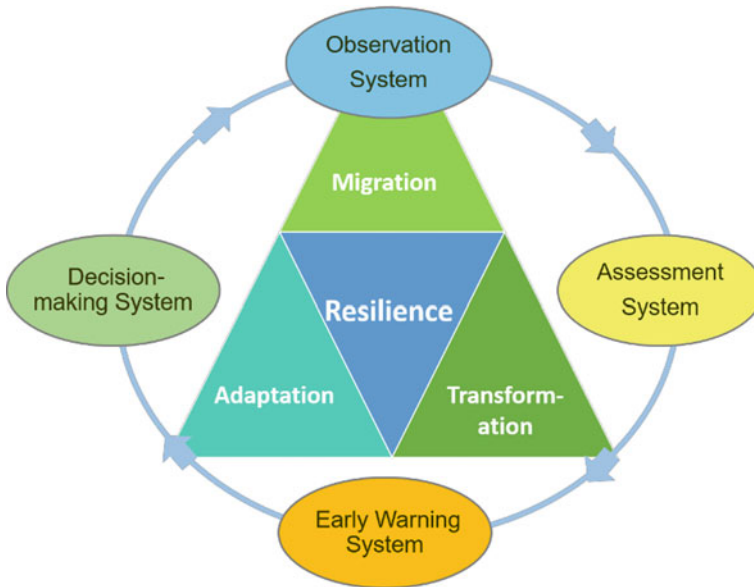 Observation
System
Migration
Decision-
making System
Resilience
Assessment
System
Adaptation
Transform-
ation
Early Warning
System